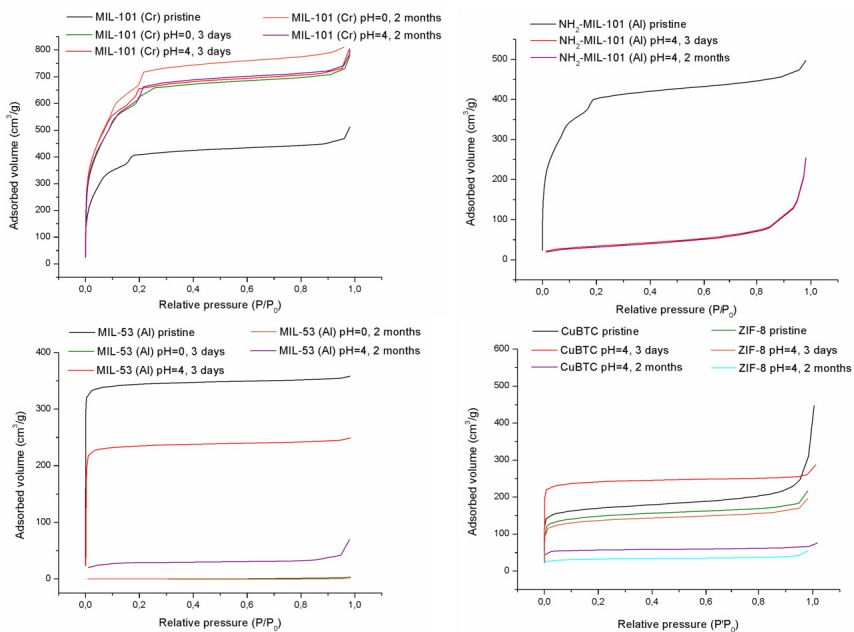 MIL-101 (Cr) pristine
MIL-101 (Cr) pH=0, 2 months
MIL-101 (Cr) pH=0, 3 days
MIL-101 (Cr) pH=4, 2 months
MIL-101 (Cr) pH=4, 3 days
800
700
600
500
400
300
200
100
0
Adsorbed volume (cm³/g)
0,0
0,2
0,4
0,6
0,8
1,0
Relative pressure (P/P₀)
NH₂-MIL-101 (Al) pristine
NH₂-MIL-101 (Al) pH=4, 3 days
NH₂-MIL-101 (Al) pH=4, 2 months
500
400
300
200
100
0
Adsorbed volume (cm³/g)
0,0
0,2
0,4
0,6
0,8
1,0
Relative pressure (P/P₀)
MIL-53 (Al) pristine
MIL-53 (Al) pH=0, 2 months
MIL-53 (Al) pH=0, 3 days
MIL-53 (Al) pH=4, 2 months
MIL-53 (Al) pH=4, 3 days
400
300
200
100
0
Adsorbed volume (cm³/g)
0,0
0,2
0,4
0,6
0,8
1,0
Relative pressure (P/P₀)
CuBTC pristine
ZIF-8 pristine
CuBTC pH=4, 3 days
ZIF-8 pH=4, 3 days
CuBTC pH=4, 2 months
ZIF-8 pH=4, 2 months
600
500
400
300
200
100
0
Adsorbed volume (cm³/g)
0,0
0,2
0,4
0,6
0,8
1,0
Relative pressure (P'P₀)